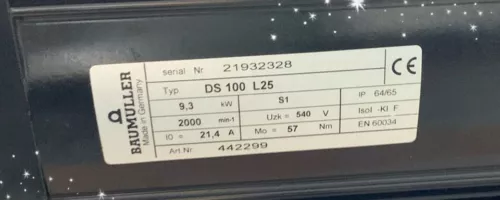 BAUMÜLLER
Made in Germany
serial Nr 21932328
Typ DS 100 L25
9,3 kW S1 IP 64/65
2000 min-1 Uzk = 540 V Isol -Kl F
I0 = 21,4 A Mo = 57 Nm EN 60034
Art.Nr 442299
CE